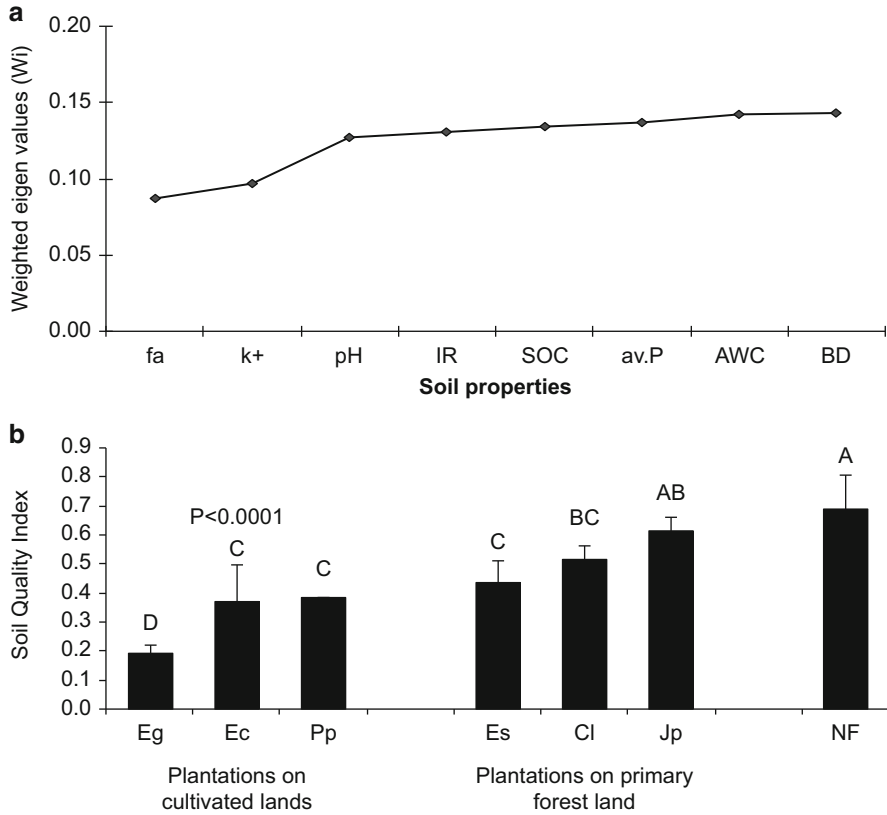 a
Weighted eigen values (Wi)
0.20
0.15
0.10
0.05
0.00
fa k+ pH IR SOC av.P AWC BD
Soil properties
b
Soil Quality Index
0.9
0.8
0.7
0.6
0.5
0.4
0.3
0.2
0.1
0.0
D
P<0.0001
C
C
C
BC
AB
A
Eg Ec Pp Es Cl Jp NF
Plantations on
cultivated lands
Plantations on primary
forest land